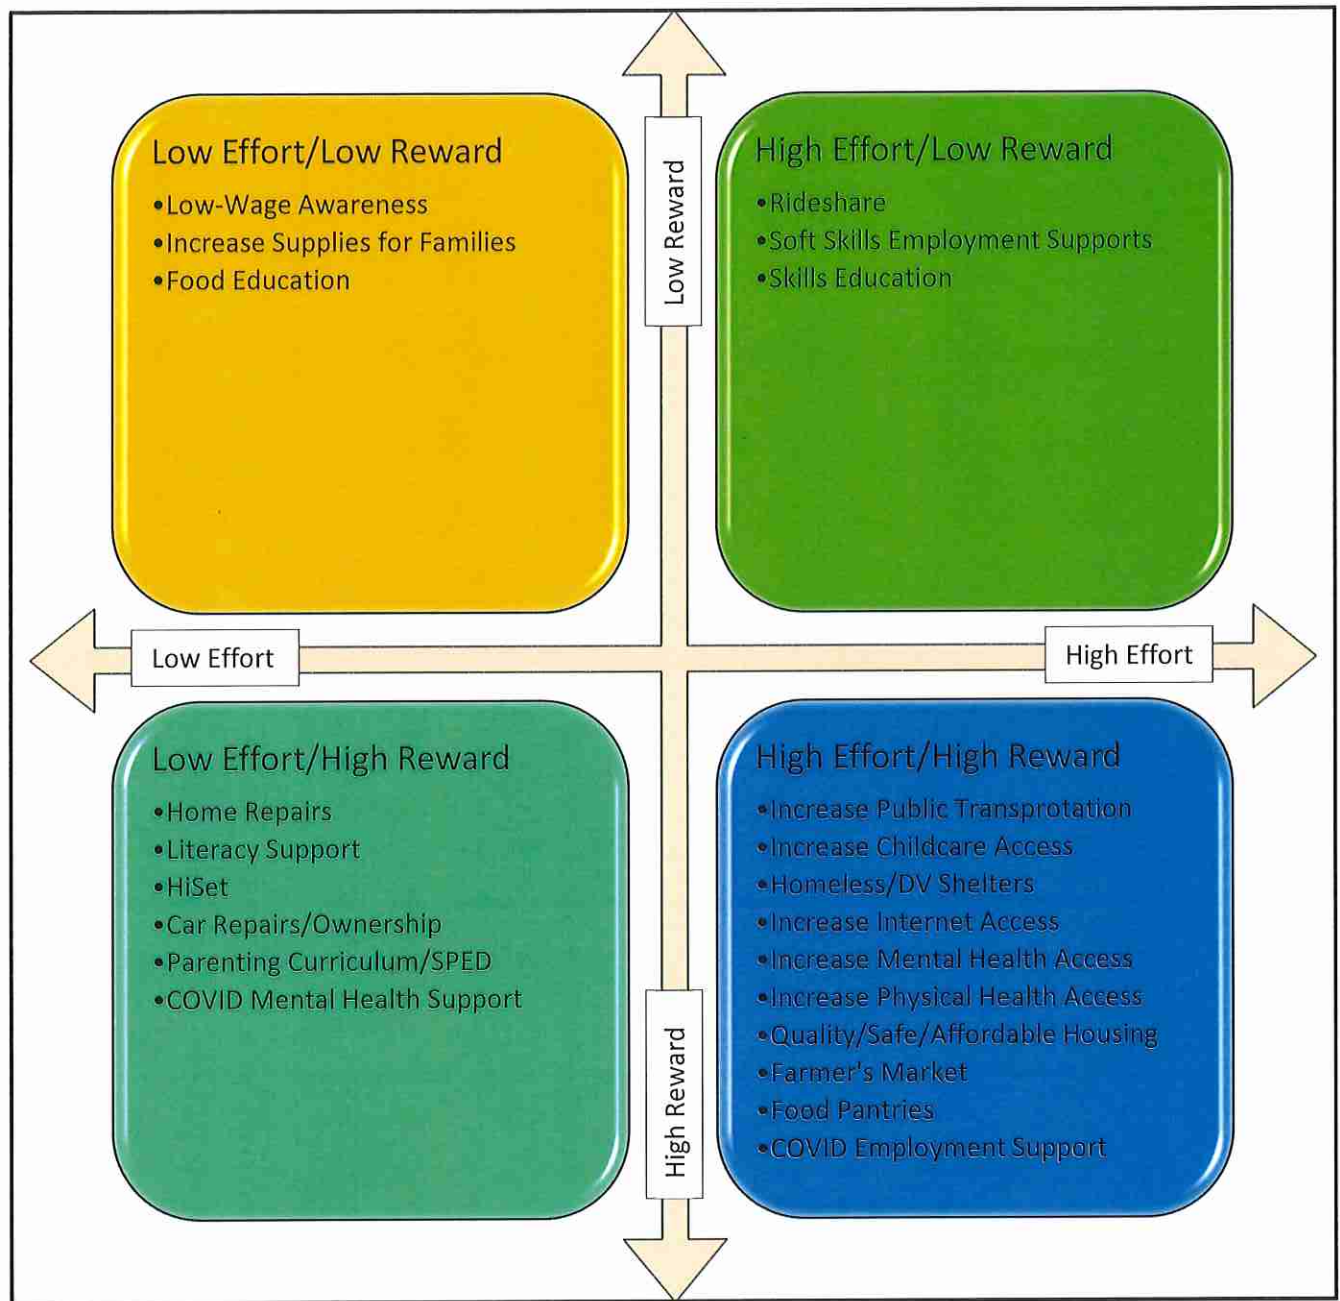 Low Effort/Low Reward
•Low-Wage Awareness
•Increase Supplies for Families
•Food Education
Low Reward
High Effort/Low Reward
•Rideshare
•Soft Skills Employment Supports
•Skills Education
Low Effort
High Effort
Low Effort/High Reward
•Home Repairs
•Literacy Support
•HiSet
•Car Repairs/Ownership
•Parenting Curriculum/SPED
•COVID Mental Health Support
High Reward
High Effort/High Reward
•Increase Public Transprotation
•Increase Childcare Access
•Homeless/DV Shelters
•Increase Internet Access
•Increase Mental Health Access
•Increase Physical Health Access
•Quality/Safe/Affordable Housing
•Farmer's Market
•Food Pantries
•COVID Employment Support